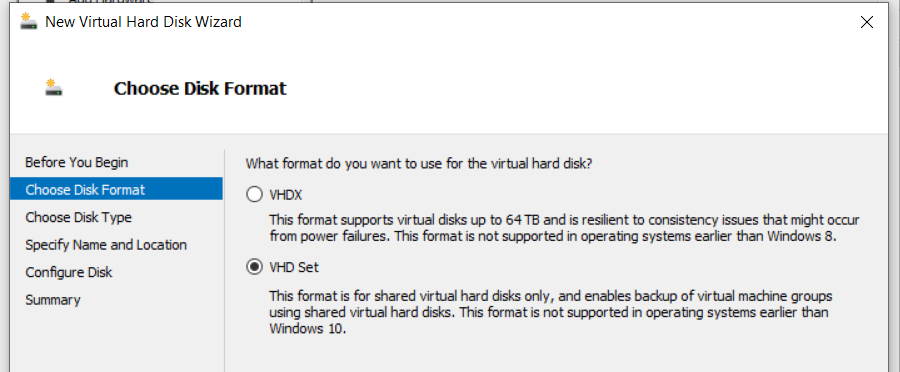 Add Hardware
New Virtual Hard Disk Wizard
Choose Disk Format
Before You Begin
Choose Disk Format
Choose Disk Type
Specify Name and Location
Configure Disk
Summary
What format do you want to use for the virtual hard disk?
VHDX
This format supports virtual disks up to 64 TB and is resilient to consistency issues that might occur
from power failures. This format is not supported in operating systems earlier than Windows 8.
VHD Set
This format is for shared virtual hard disks only, and enables backup of virtual machine groups
using shared virtual hard disks. This format is not supported in operating systems earlier than
Windows 10.